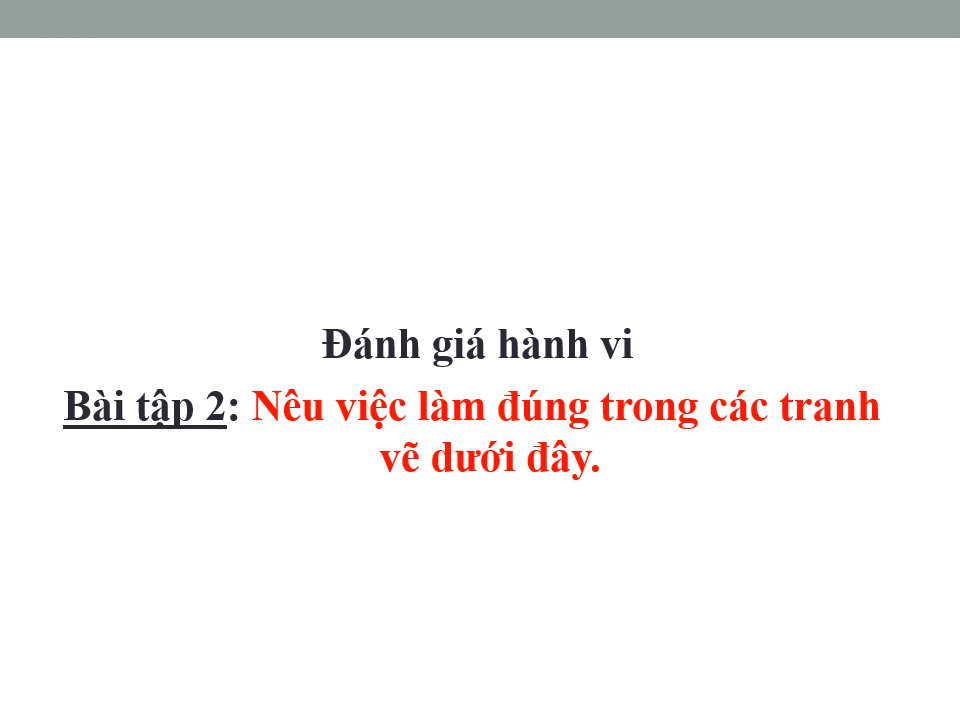 Đánh giá hành vi
Bài tập 2: Nêu việc làm đúng trong các tranh
vẽ dưới đây.